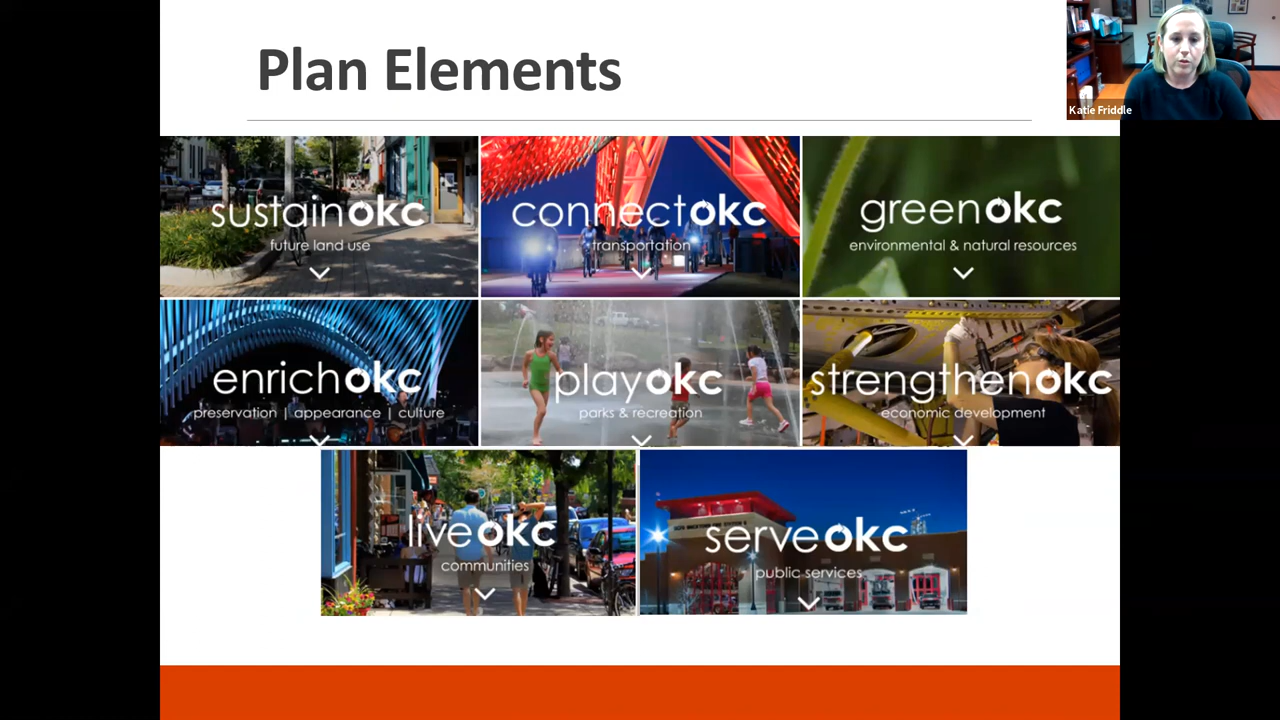 Plan Elements
Katie Friddle
sustainokc
future land use
connectokc
transportation
greenokc
environmental & natural resources
enrichokc
preservation | appearance | culture
playokc
parks & recreation
strengthenokc
economic development
liveokc
communities
serveokc
public services